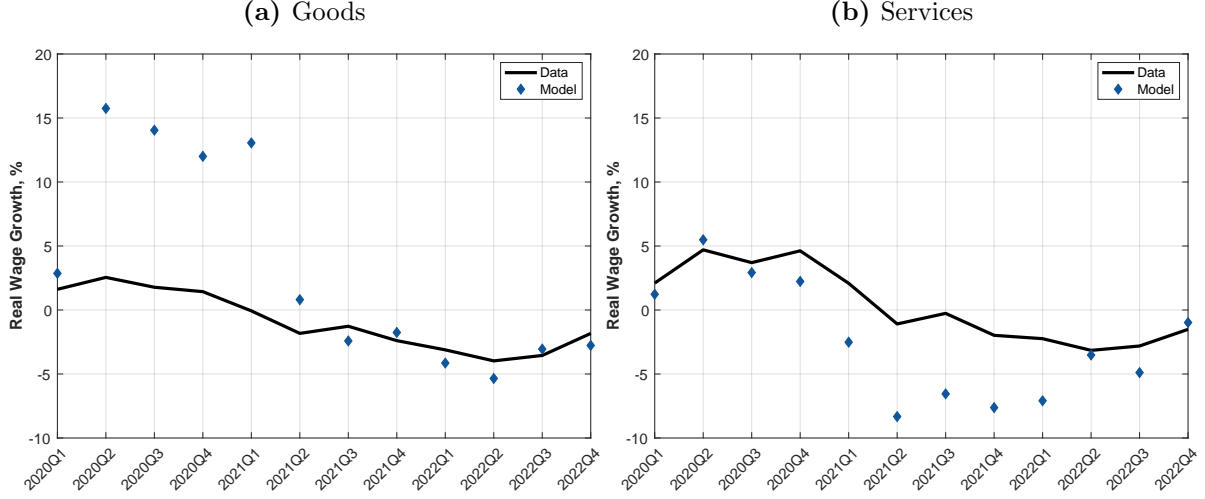 (a) Goods
20
15
10
5
0
-5
-10
Real Wage Growth, %
Data
Model
2020Q1
2020Q2
2020Q3
2020Q4
2021Q1
2021Q2
2021Q3
2021Q4
2022Q1
2022Q2
2022Q3
2022Q4
(b) Services
20
15
10
5
0
-5
-10
Real Wage Growth, %
Data
Model
2020Q1
2020Q2
2020Q3
2020Q4
2021Q1
2021Q2
2021Q3
2021Q4
2022Q1
2022Q2
2022Q3
2022Q4